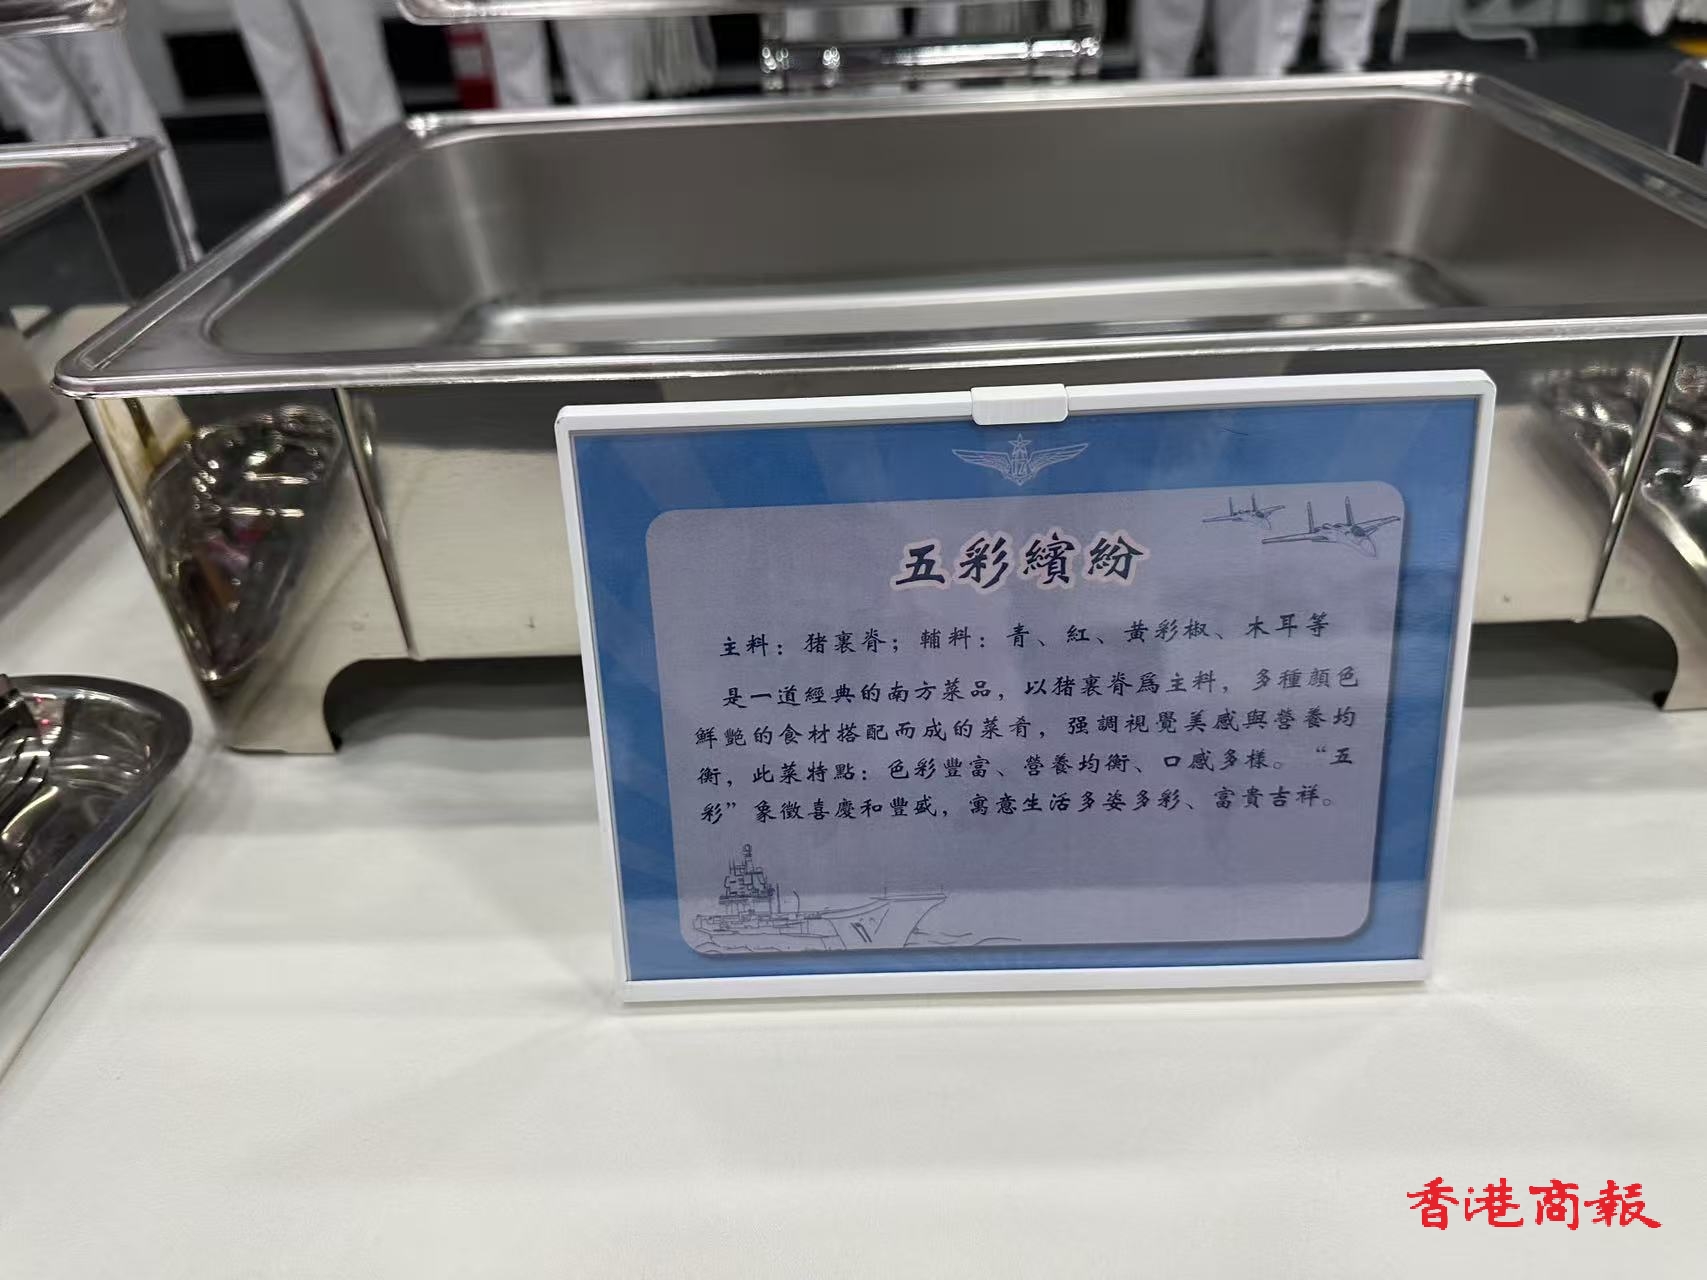 五彩繽紛
主料：猪裏脊；輔料：青、紅、黃彩椒、木耳等
是一道經典的南方菜品，以猪裏脊爲主料，多種顔色
鮮艷的食材搭配而成的菜肴，强調視覺美感與營養均
衡，此菜特點：色彩豐富、營養均衡、口感多樣。“五
彩”象徵喜慶和豐盛，寓意生活多姿多彩、富貴吉祥。
17
香港商報